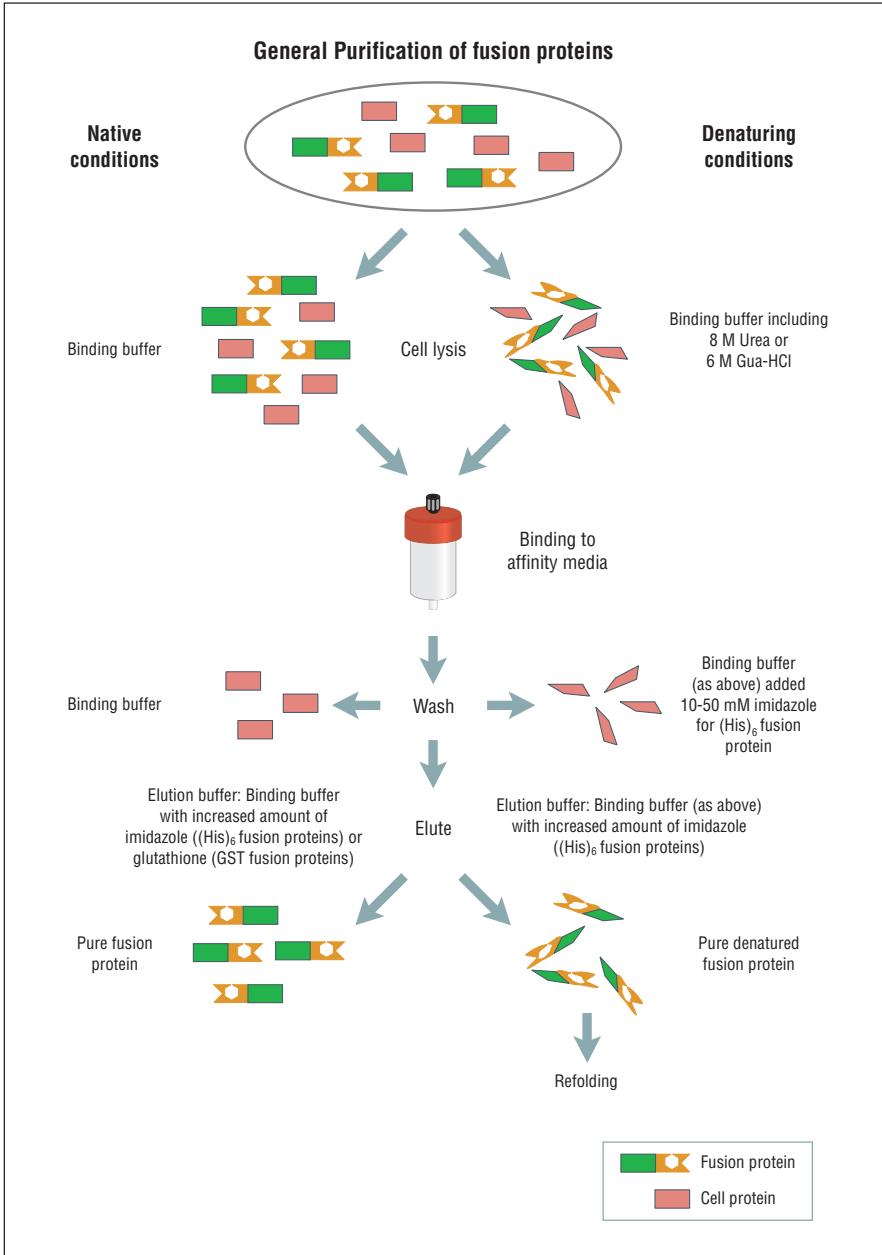 General Purification of fusion proteins
Native
conditions
Denaturing
conditions
Binding buffer
Cell lysis
Binding buffer including
8 M Urea or
6 M Gua-HCl
Binding to
affinity media
Binding buffer
Wash
Binding buffer
(as above) added
10-50 mM imidazole
for (His)₆ fusion
protein
Elution buffer: Binding buffer
with increased amount of
imidazole ((His)₆ fusion proteins) or
glutathione (GST fusion proteins)
Elute
Elution buffer: Binding buffer (as above)
with increased amount of imidazole
((His)₆ fusion proteins)
Pure fusion
protein
Pure denatured
fusion protein
Refolding
Fusion protein
Cell protein